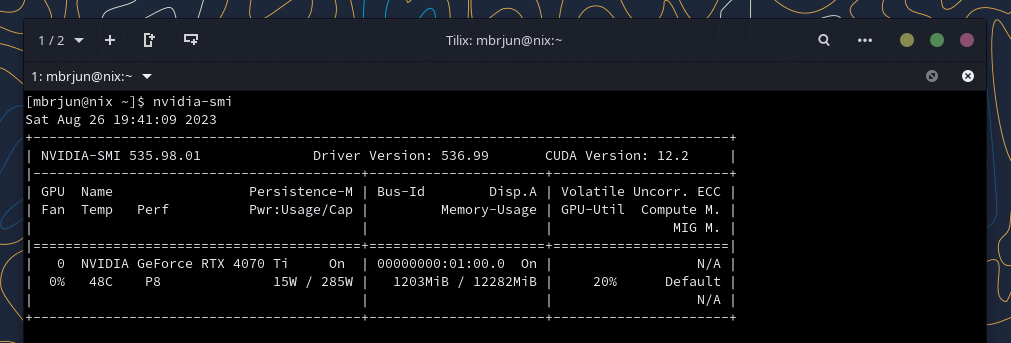 1 / 2
Tilix: mbrjun@nix:~
1: mbrjun@nix:~
[mbrjun@nix ~]$ nvidia-smi
Sat Aug 26 19:41:09 2023
+---------------------------------------------------------------------------------------+
| NVIDIA-SMI 535.98.01              Driver Version: 536.99       CUDA Version: 12.2     |
|-----------------------------------------+----------------------+----------------------+
| GPU  Name                 Persistence-M | Bus-Id        Disp.A | Volatile Uncorr. ECC |
| Fan  Temp   Perf          Pwr:Usage/Cap |         Memory-Usage | GPU-Util  Compute M. |
|                                         |                      |               MIG M. |
|=========================================+======================+======================|
|   0  NVIDIA GeForce RTX 4070 Ti     On  | 00000000:01:00.0  On |                  N/A |
|  0%   48C    P8              15W / 285W |   1203MiB / 12282MiB |     20%      Default |
|                                         |                      |                  N/A |
+-----------------------------------------+----------------------+----------------------+